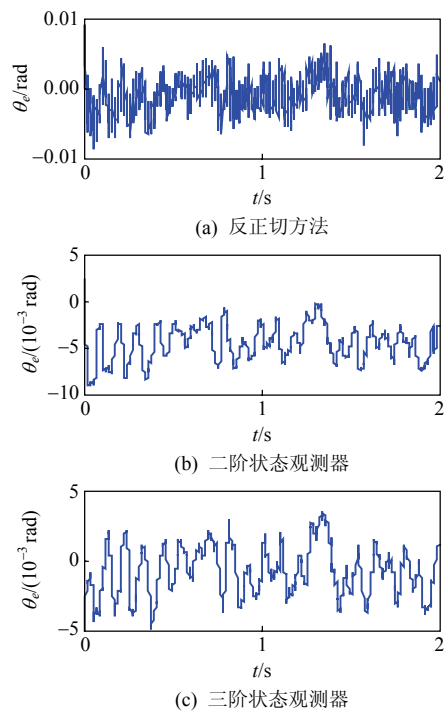 0.01
0.00
−0.01
θe/rad
0 1 2
t/s
(a) 反正切方法
5
0
−5
−10
θe/(10⁻³ rad)
0 1 2
t/s
(b) 二阶状态观测器
5
0
−5
θe/(10⁻³ rad)
0 1 2
t/s
(c) 三阶状态观测器